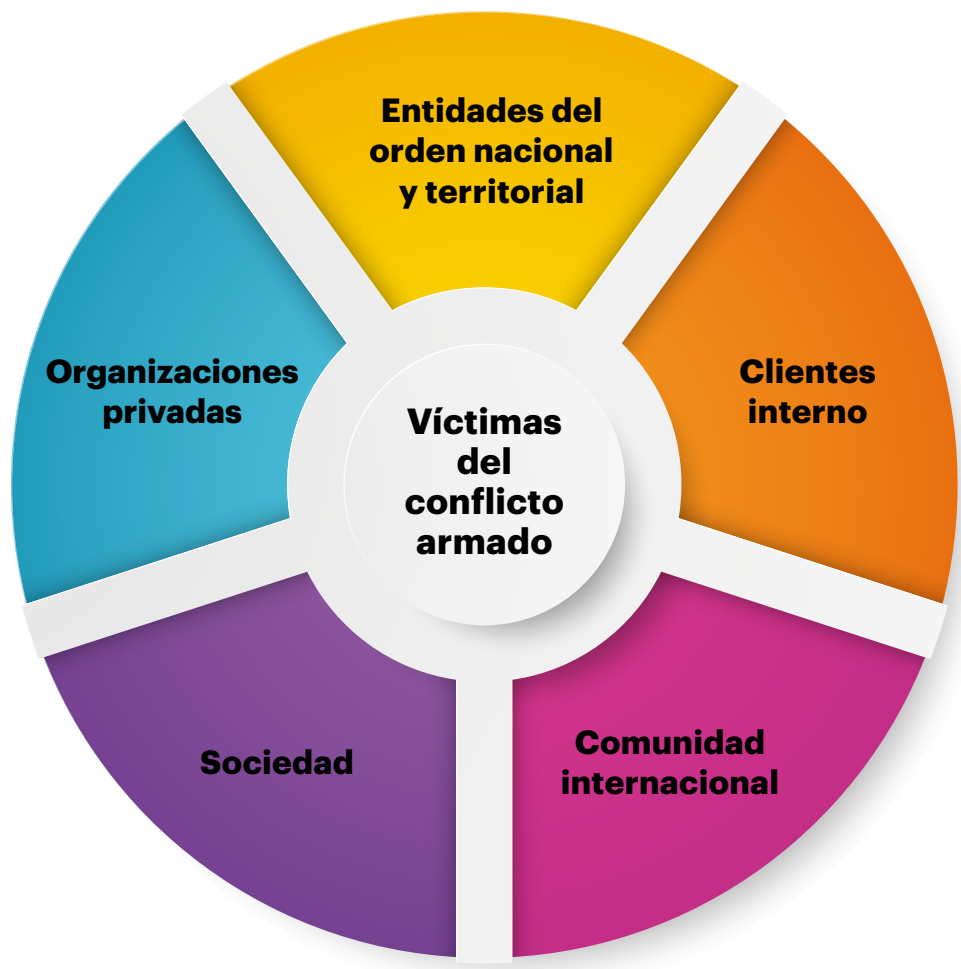 Entidades del
orden nacional
y territorial
Organizaciones
privadas
Clientes
interno
Víctimas
del
conflicto
armado
Sociedad
Comunidad
internacional